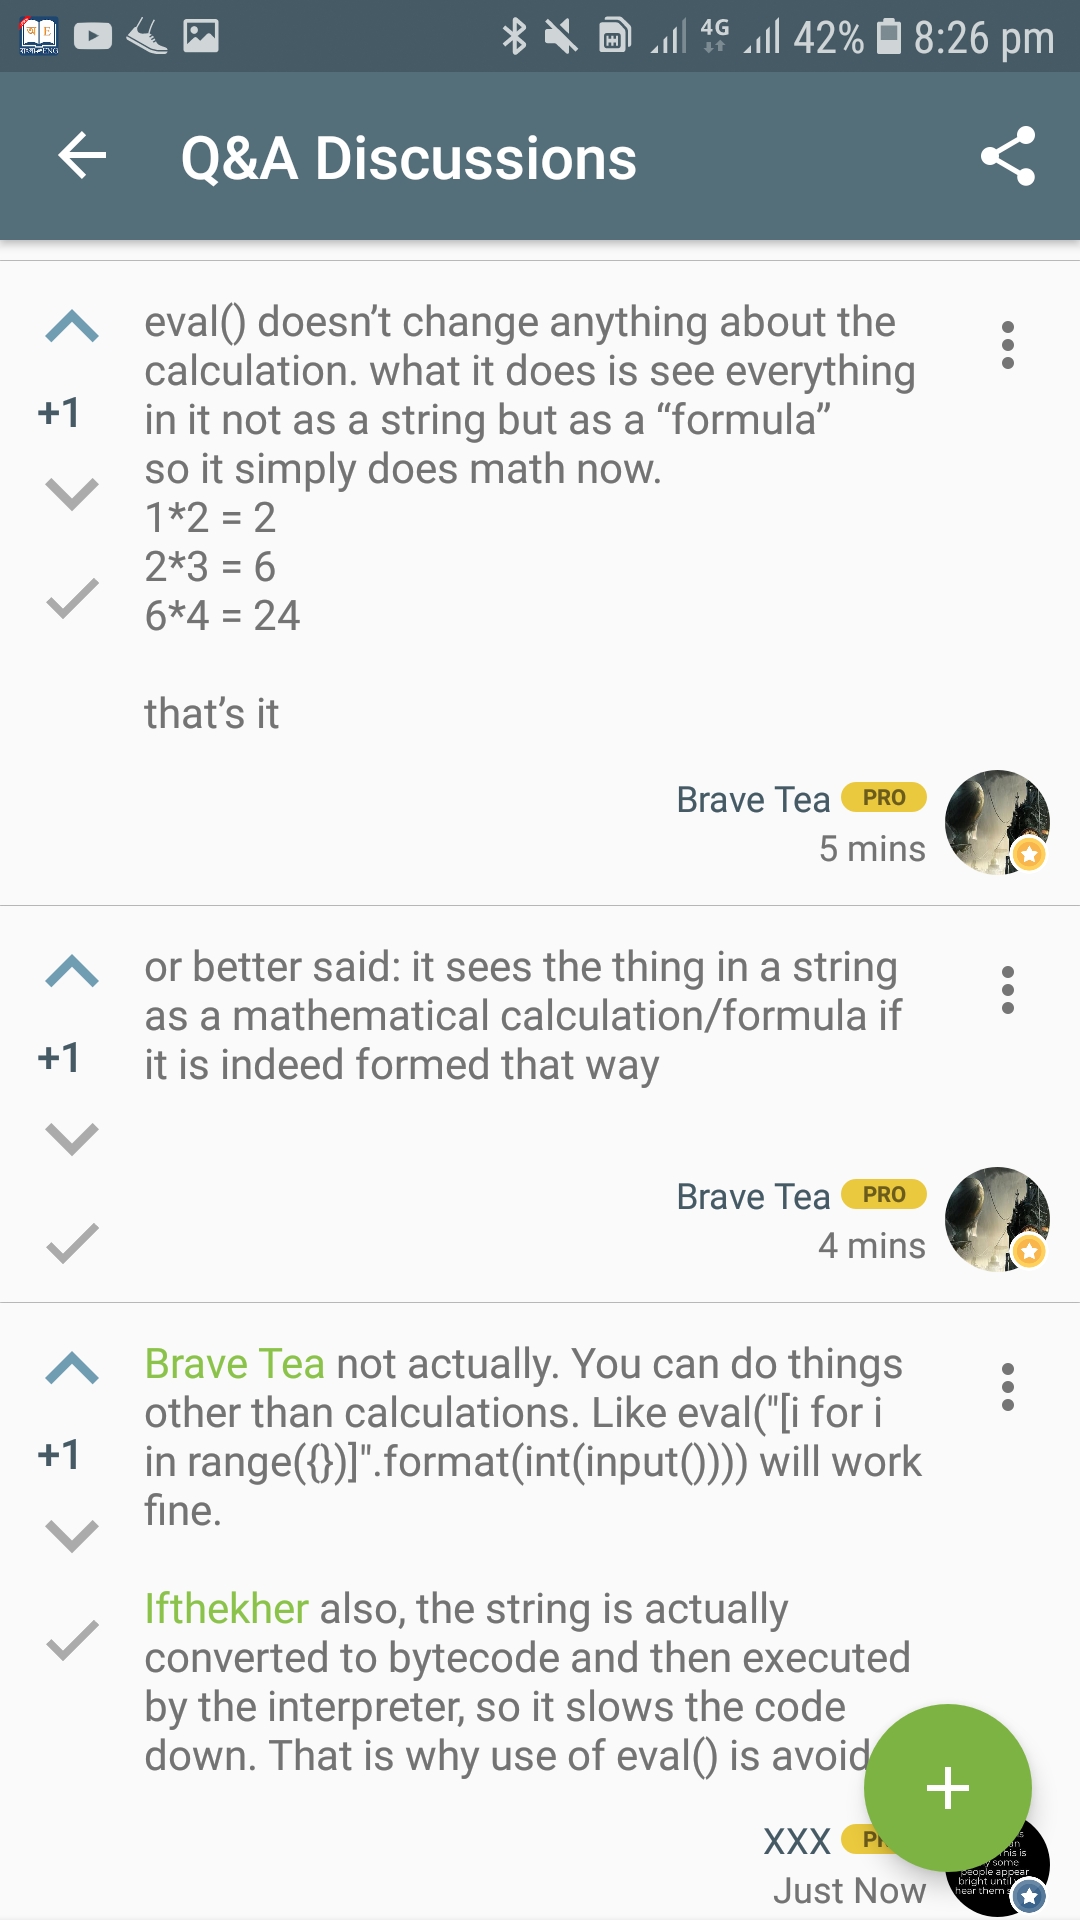 4G 42% 8:26 pm
Q&A Discussions
eval() doesn’t change anything about the
calculation. what it does is see everything
in it not as a string but as a “formula”
so it simply does math now.
+1
1*2 = 2
2*3 = 6
6*4 = 24
that’s it
Brave Tea PRO
5 mins
or better said: it sees the thing in a string
as a mathematical calculation/formula if
it is indeed formed that way
+1
Brave Tea PRO
4 mins
Brave Tea not actually. You can do things
other than calculations. Like eval("[i for i
in range({})]".format(int(input()))) will work
fine.
+1
Ifthekher also, the string is actually
converted to bytecode and then executed
by the interpreter, so it slows the code
down. That is why use of eval() is avoid
XXX
Just Now
people appear
bright until
hear them